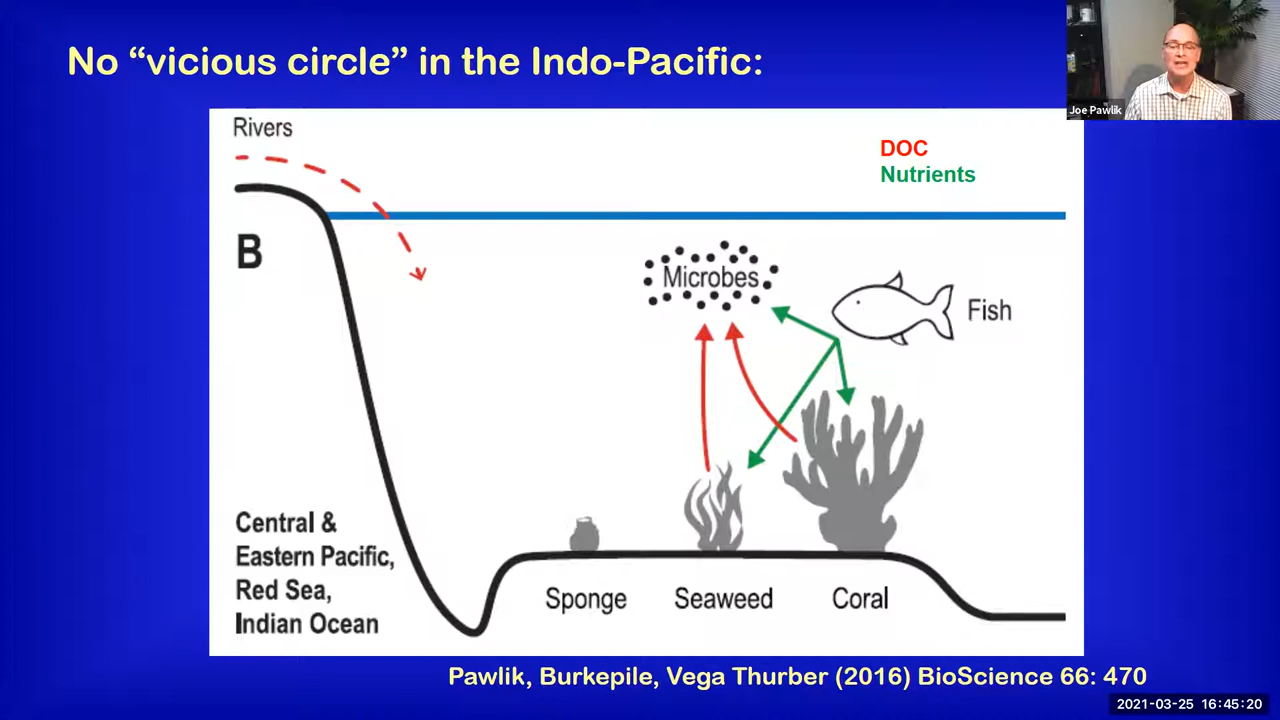 No “vicious circle” in the Indo-Pacific:
Joe Pawlik
Rivers
DOC
Nutrients
B
Microbes
Fish
Central &
Eastern Pacific,
Red Sea,
Indian Ocean
Sponge
Seaweed
Coral
Pawlik, Burkepile, Vega Thurber (2016) BioScience 66: 470
2021-03-25 16:45:20